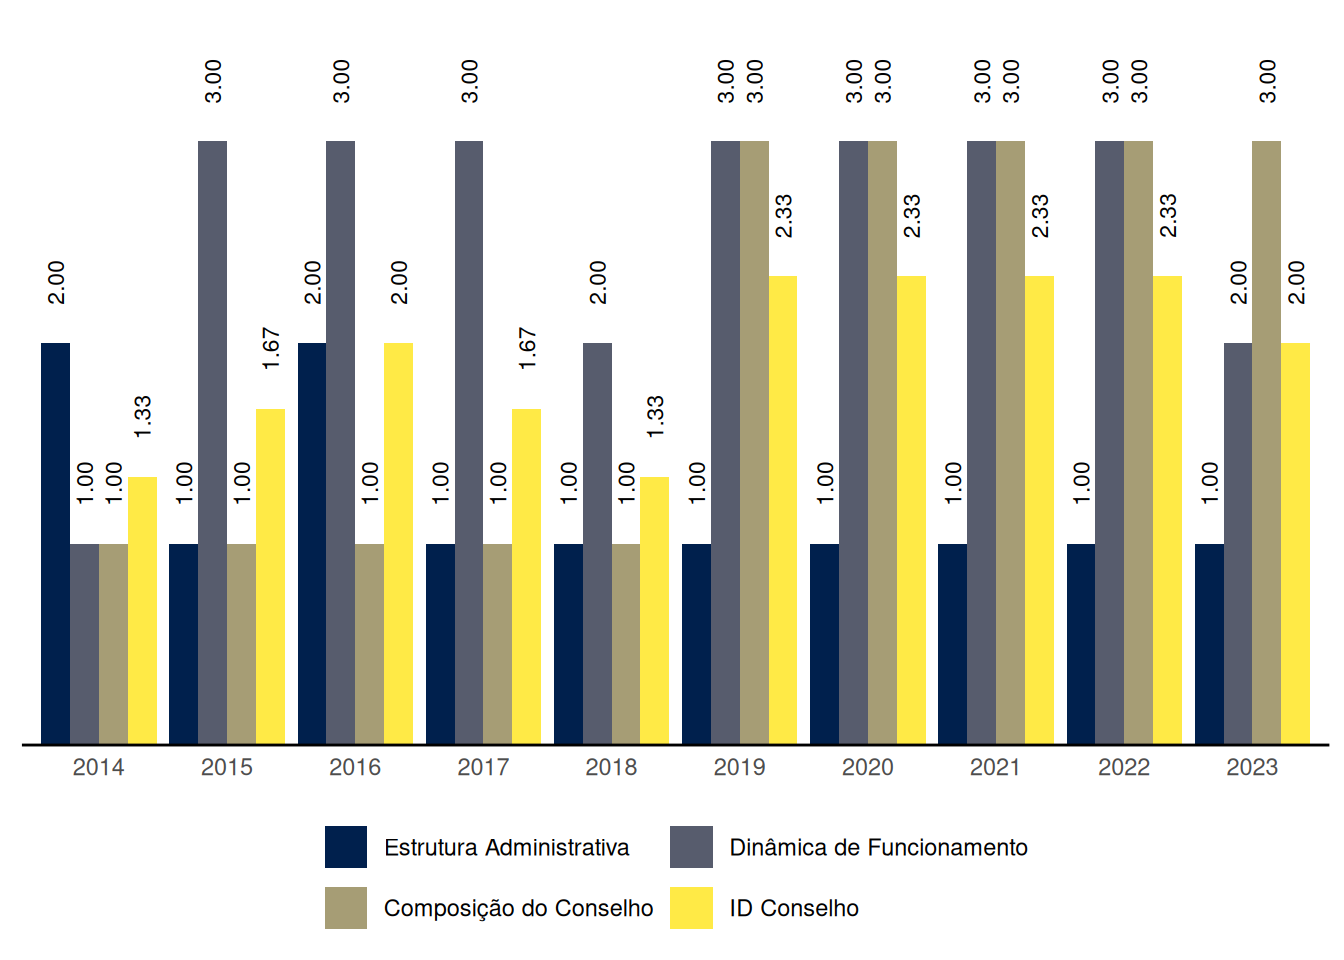 3.00 3.00 3.00 3.00 3.00 3.00 3.00 3.00 3.00 3.00 3.00 3.00
2.33 2.33 2.33 2.33
2.00 2.00 2.00 2.00 2.00 2.00
1.67 1.67
1.33 1.33
1.00 1.00 1.00 1.00 1.00 1.00 1.00 1.00 1.00 1.00 1.00 1.00 1.00 1.00
2014 2015 2016 2017 2018 2019 2020 2021 2022 2023
Estrutura Administrativa Dinâmica de Funcionamento
Composição do Conselho ID Conselho